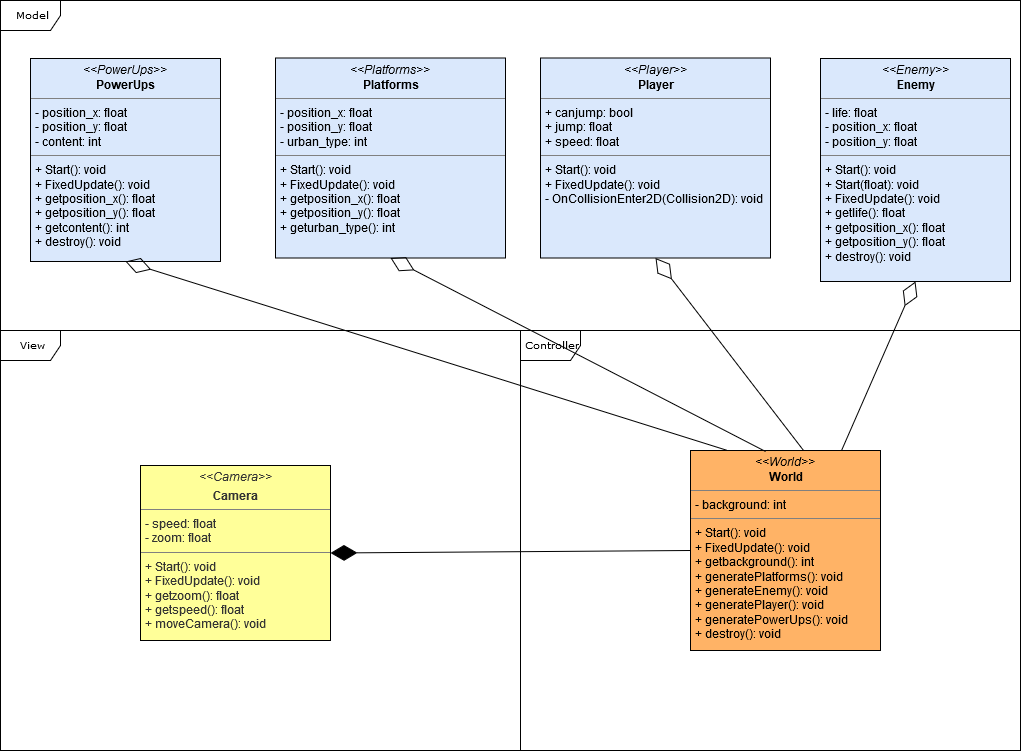 Model
<<PowerUps>>
PowerUps
- position_x: float
- position_y: float
- content: int
+ Start(): void
+ FixedUpdate(): void
+ getposition_x(): float
+ getposition_y(): float
+ getcontent(): int
+ destroy(): void
<<Platforms>>
Platforms
- position_x: float
- position_y: float
- urban_type: int
+ Start(): void
+ FixedUpdate(): void
+ getposition_x(): float
+ getposition_y(): float
+ geturban_type(): int
<<Player>>
Player
+ canjump: bool
+ jump: float
+ speed: float
+ Start(): void
+ FixedUpdate(): void
- OnCollisionEnter2D(Collision2D): void
<<Enemy>>
Enemy
- life: float
- position_x: float
- position_y: float
+ Start(): void
+ Start(float): void
+ FixedUpdate(): void
+ getlife(): float
+ getposition_x(): float
+ getposition_y(): float
+ destroy(): void
View
Controller
<<Camera>>
Camera
- speed: float
- zoom: float
+ Start(): void
+ FixedUpdate(): void
+ getzoom(): float
+ getspeed(): float
+ moveCamera(): void
<<World>>
World
- background: int
+ Start(): void
+ FixedUpdate(): void
+ getbackground(): int
+ generatePlatforms(): void
+ generateEnemy(): void
+ generatePlayer(): void
+ generatePowerUps(): void
+ destroy(): void